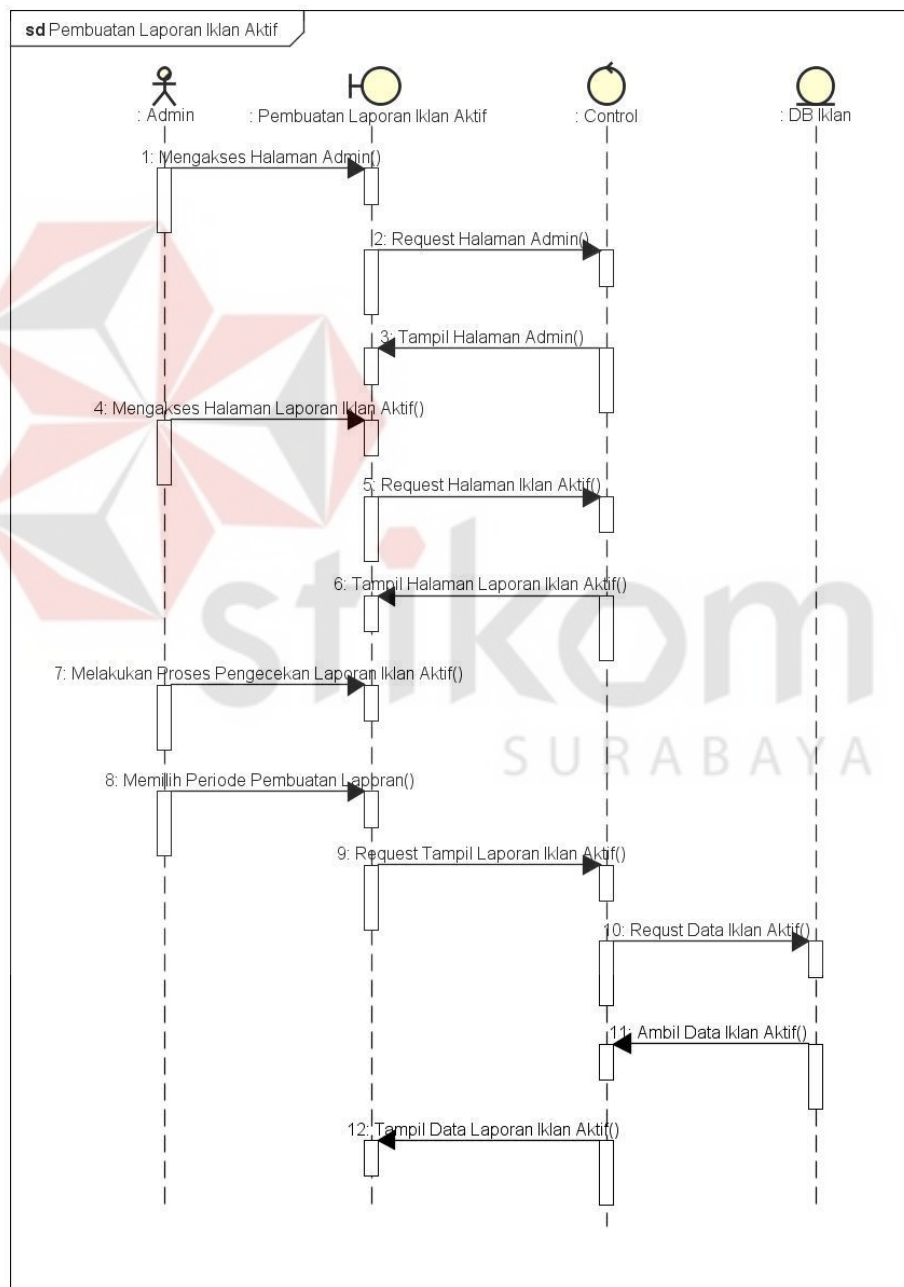 sd Pembuatan Laporan Iklan Aktif
: Admin
: Pembuatan Laporan Iklan Aktif
: Control
: DB Iklan
1: Mengakses Halaman Admin()
2: Request Halaman Admin()
3: Tampil Halaman Admin()
4: Mengakses Halaman Laporan Iklan Aktif()
5: Request Halaman Iklan Aktif()
6: Tampil Halaman Laporan Iklan Aktif()
stikom
7: Melakukan Proses Pengecekan Laporan Iklan Aktif()
SURABAYA
8: Memilih Periode Pembuatan Laporan()
9: Request Tampil Laporan Iklan Aktif()
10: Requst Data Iklan Aktif()
11: Ambil Data Iklan Aktif()
12: Tampil Data Laporan Iklan Aktif()